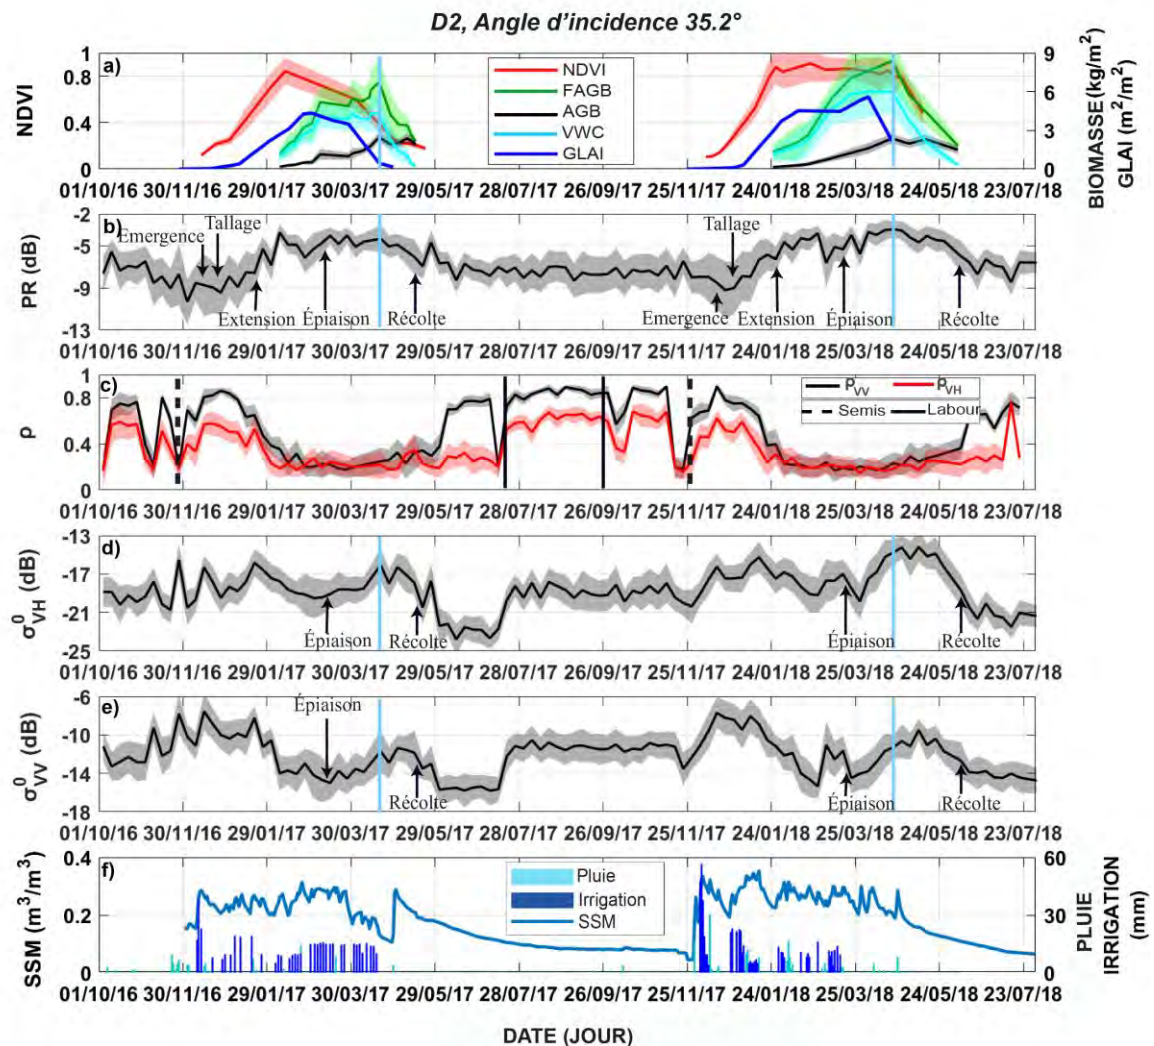 D2, Angle d'incidence 35.2°
a)
NDVI
1
0.8
0.4
0
NDVI
FAGB
AGB
VWC
GLAI
9
6
3
0
BIOMASSE(kg/m²)
GLAI (m²/m²)
01/10/16 30/11/16 29/01/17 30/03/17 29/05/17 28/07/17 26/09/17 25/11/17 24/01/18 25/03/18 24/05/18 23/07/18
b)
PR (dB)
-2
-5
-9
-13
Emergence
Tallage
Extension
Épiaison
Récolte
Tallage
Emergence
Extension
Épiaison
Récolte
01/10/16 30/11/16 29/01/17 30/03/17 29/05/17 28/07/17 26/09/17 25/11/17 24/01/18 25/03/18 24/05/18 23/07/18
c)
ρ
1
0.8
0.4
0
ρVV
ρVH
Semis
Labour
01/10/16 30/11/16 29/01/17 30/03/17 29/05/17 28/07/17 26/09/17 25/11/17 24/01/18 25/03/18 24/05/18 23/07/18
d)
σ⁰VH (dB)
-13
-17
-21
-25
Épiaison
Récolte
Épiaison
Récolte
01/10/16 30/11/16 29/01/17 30/03/17 29/05/17 28/07/17 26/09/17 25/11/17 24/01/18 25/03/18 24/05/18 23/07/18
e)
σ⁰VV (dB)
-6
-10
-14
-18
Épiaison
Récolte
Épiaison
Récolte
01/10/16 30/11/16 29/01/17 30/03/17 29/05/17 28/07/17 26/09/17 25/11/17 24/01/18 25/03/18 24/05/18 23/07/18
f)
SSM (m³/m³)
0.4
0.2
0
Pluie
Irrigation
SSM
60
30
0
PLUIE
IRRIGATION
(mm)
01/10/16 30/11/16 29/01/17 30/03/17 29/05/17 28/07/17 26/09/17 25/11/17 24/01/18 25/03/18 24/05/18 23/07/18
DATE (JOUR)